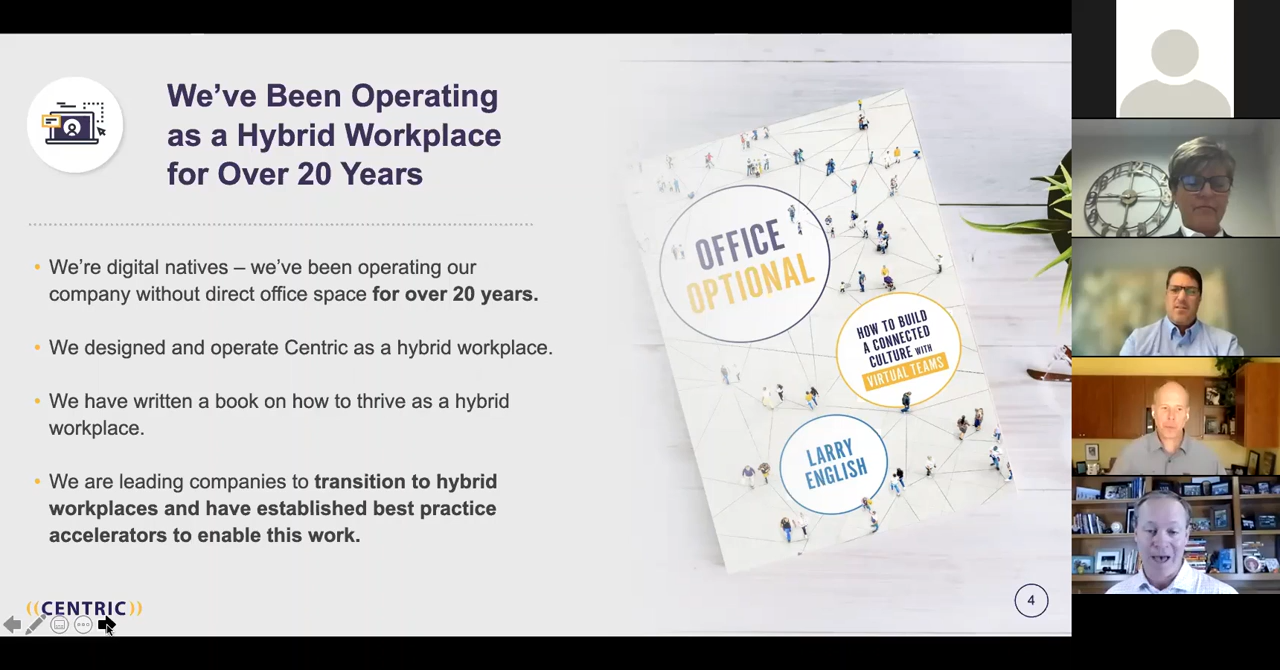 We’ve Been Operating
as a Hybrid Workplace
for Over 20 Years
• We’re digital natives – we’ve been operating our
company without direct office space for over 20 years.
• We designed and operate Centric as a hybrid workplace.
• We have written a book on how to thrive as a hybrid
workplace.
• We are leading companies to transition to hybrid
workplaces and have established best practice
accelerators to enable this work.
((CENTRIC))
OFFICE
OPTIONAL
HOW TO BUILD
A CONNECTED
CULTURE WITH
VIRTUAL TEAMS
LARRY
ENGLISH
4